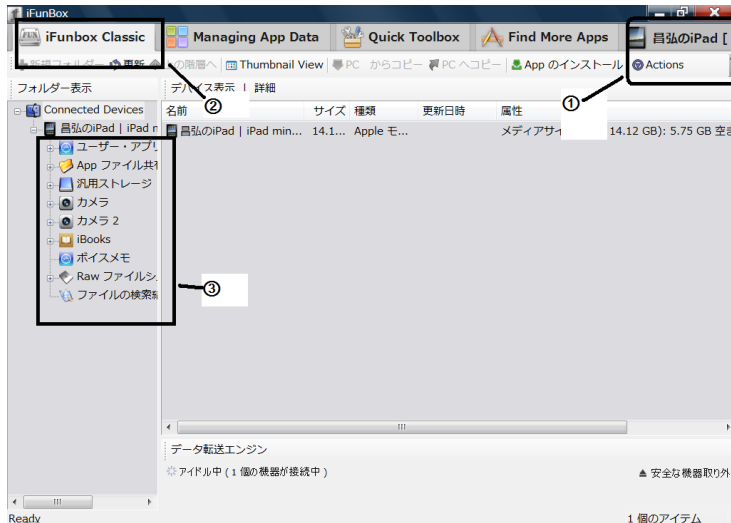 iFunBox
iFunbox Classic Managing App Data Quick Toolbox Find More Apps 昌弘のiPad [
新規フォルダー 更新 の階層へ Thumbnail View PC からコピー PC へコピー App のインストール Actions
フォルダー表示 デバイス表示 | 詳細
② ①
Connected Devices 名前 サイズ 種類 更新日時 属性
昌弘のiPad | iPad m 昌弘のiPad | iPad min... 14.1... Apple モ... メディアサイ 14.12 GB): 5.75 GB 空き
ユーザー・アプリ
App ファイル共有
汎用ストレージ
カメラ
カメラ 2
iBooks
ボイスメモ
Raw ファイルシ
ファイルの検索結
③
データ転送エンジン
アイドル中 ( 1 個の機器が接続中 ) 安全な機器取り外
Ready 1 個のアイテム